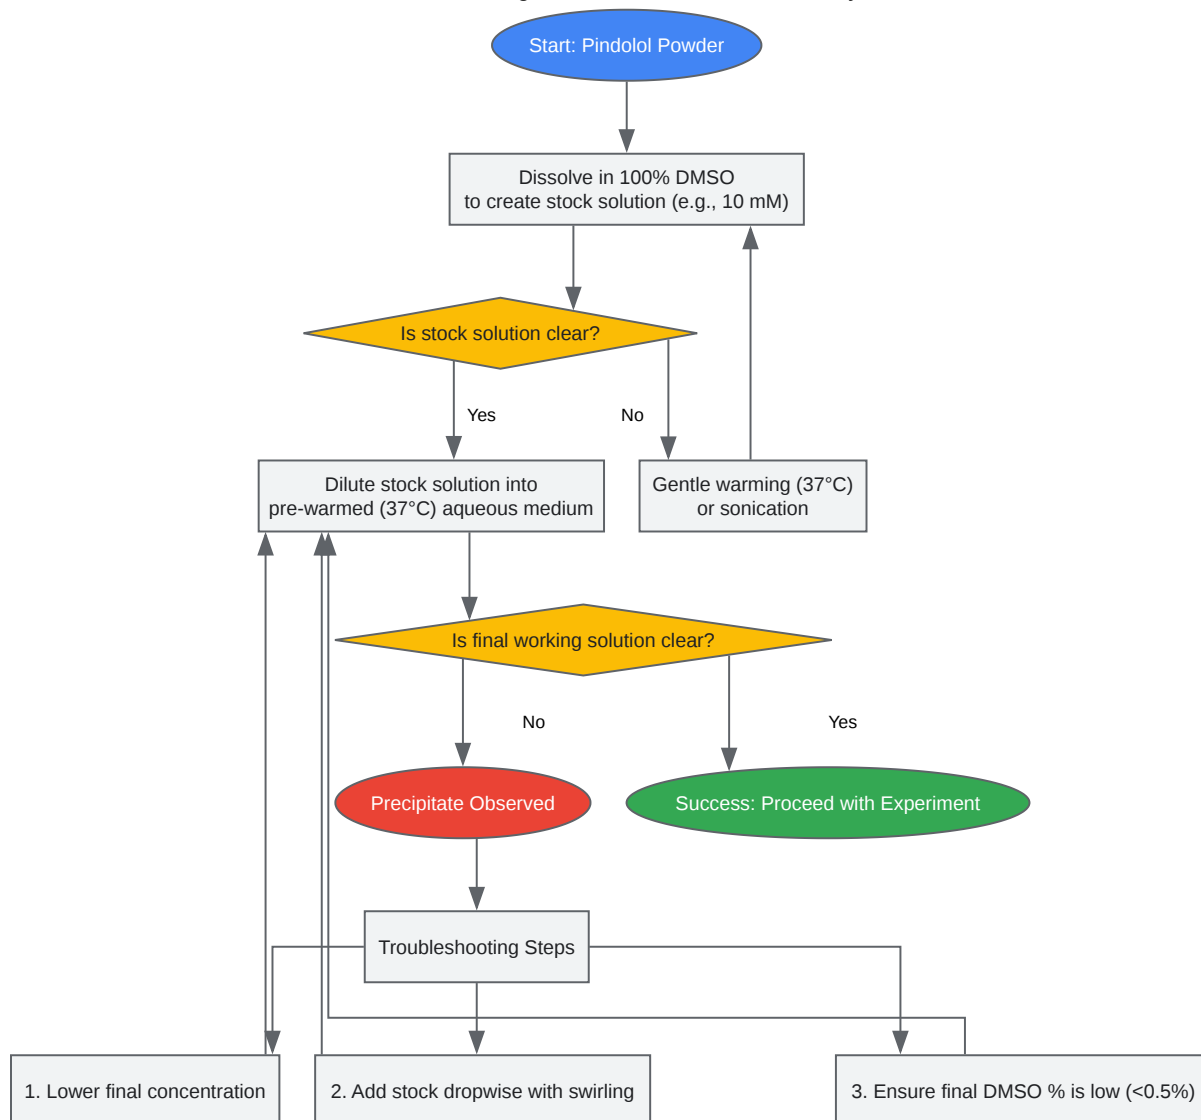 Start: Pindolol Powder
Dissolve in 100% DMSO
to create stock solution (e.g., 10 mM)
Is stock solution clear?
Yes
No
Dilute stock solution into
pre-warmed (37°C) aqueous medium
Gentle warming (37°C)
or sonication
Is final working solution clear?
No
Yes
Precipitate Observed
Success: Proceed with Experiment
Troubleshooting Steps
1. Lower final concentration
2. Add stock dropwise with swirling
3. Ensure final DMSO % is low (<0.5%)